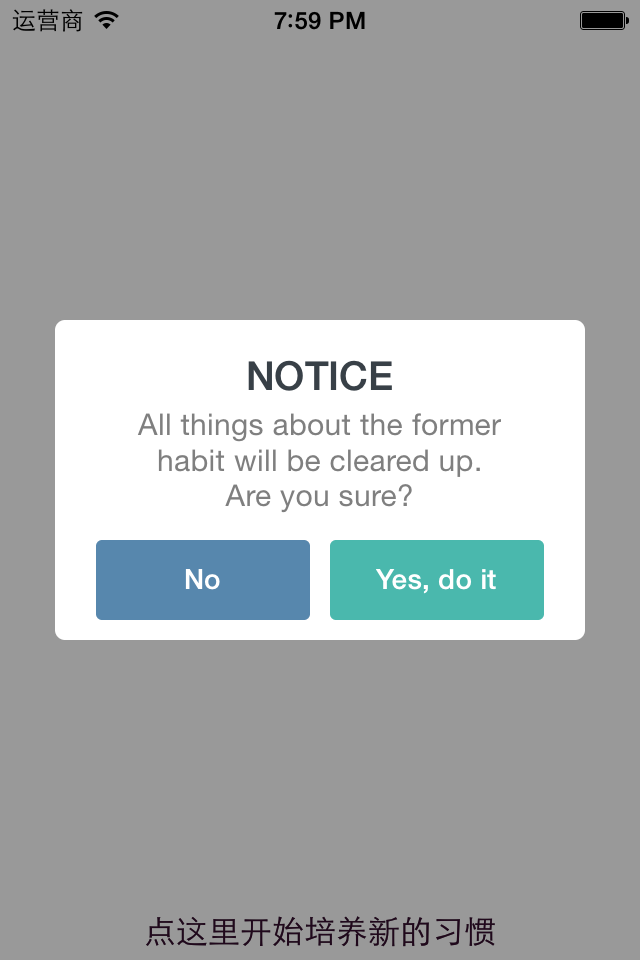 运营商 7:59 PM
NOTICE
All things about the former
habit will be cleared up.
Are you sure?
No Yes, do it
点这里开始培养新的习惯